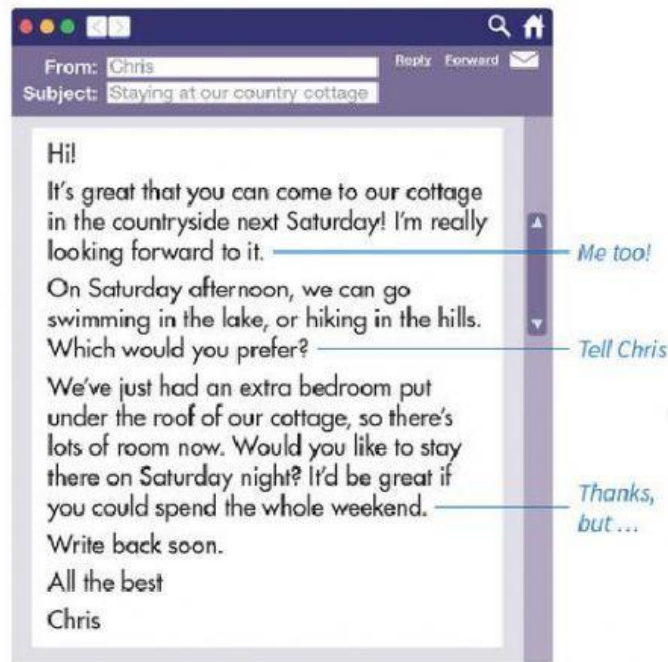 From: Chris
Reply Forward
Subject: Staying at our country cottage
Hi!
It's great that you can come to our cottage
in the countryside next Saturday! I'm really
looking forward to it.
Me too!
On Saturday afternoon, we can go
swimming in the lake, or hiking in the hills.
Which would you prefer?
Tell Chris
We've just had an extra bedroom put
under the roof of our cottage, so there's
lots of room now. Would you like to stay
there on Saturday night? It'd be great if
you could spend the whole weekend.
Thanks,
but ...
Write back soon.
All the best
Chris